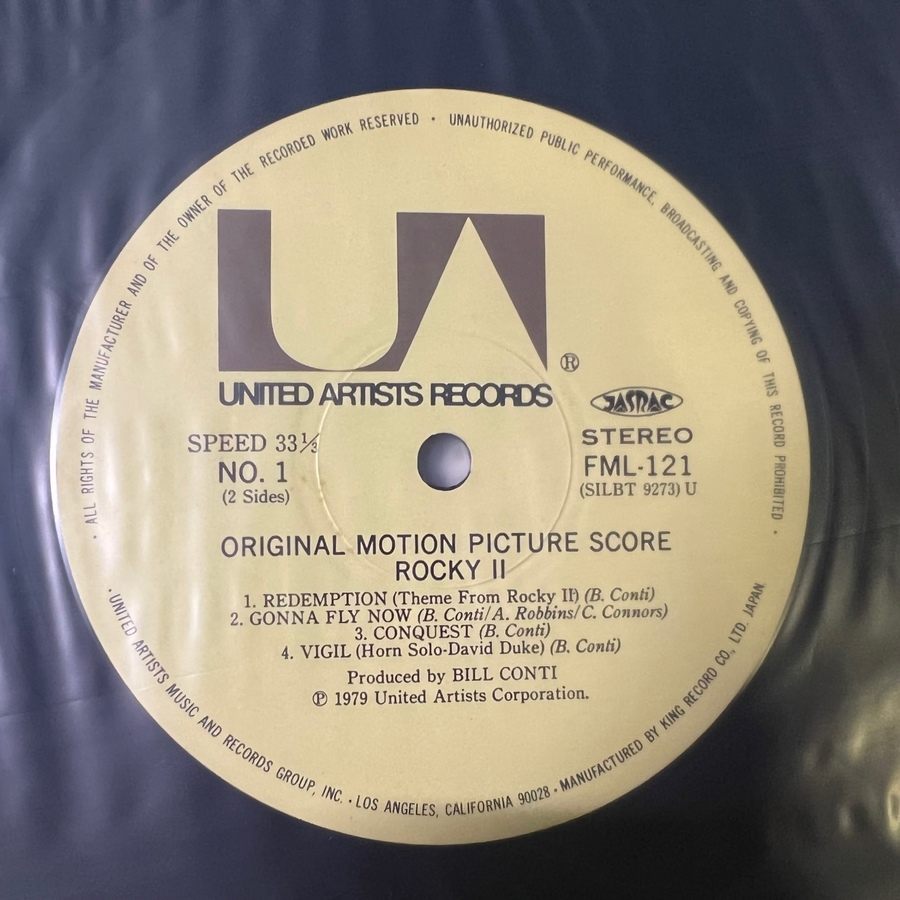 · ALL RIGHTS OF THE MANUFACTURER AND OF THE OWNER OF THE RECORDED WORK RESERVED · UNAUTHORIZED PUBLIC PERFORMANCE, BROADCASTING AND COPYING OF THIS RECORD PROHIBITED ·
UA
®
UNITED ARTISTS RECORDS
JASRAC
SPEED 33⅓
STEREO
NO. 1
FML-121
(2 Sides)
(SILBT 9273) U
ORIGINAL MOTION PICTURE SCORE
ROCKY II
1. REDEMPTION (Theme From Rocky II) (B. Conti)
2. GONNA FLY NOW (B. Conti/A. Robbins/C. Connors)
3. CONQUEST (B. Conti)
4. VIGIL (Horn Solo-David Duke) (B. Conti)
Produced by BILL CONTI
℗ 1979 United Artists Corporation.
· UNITED ARTISTS MUSIC AND RECORDS GROUP, INC. · LOS ANGELES, CALIFORNIA 90028 · MANUFACTURED BY KING RECORD CO., LTD. JAPAN.